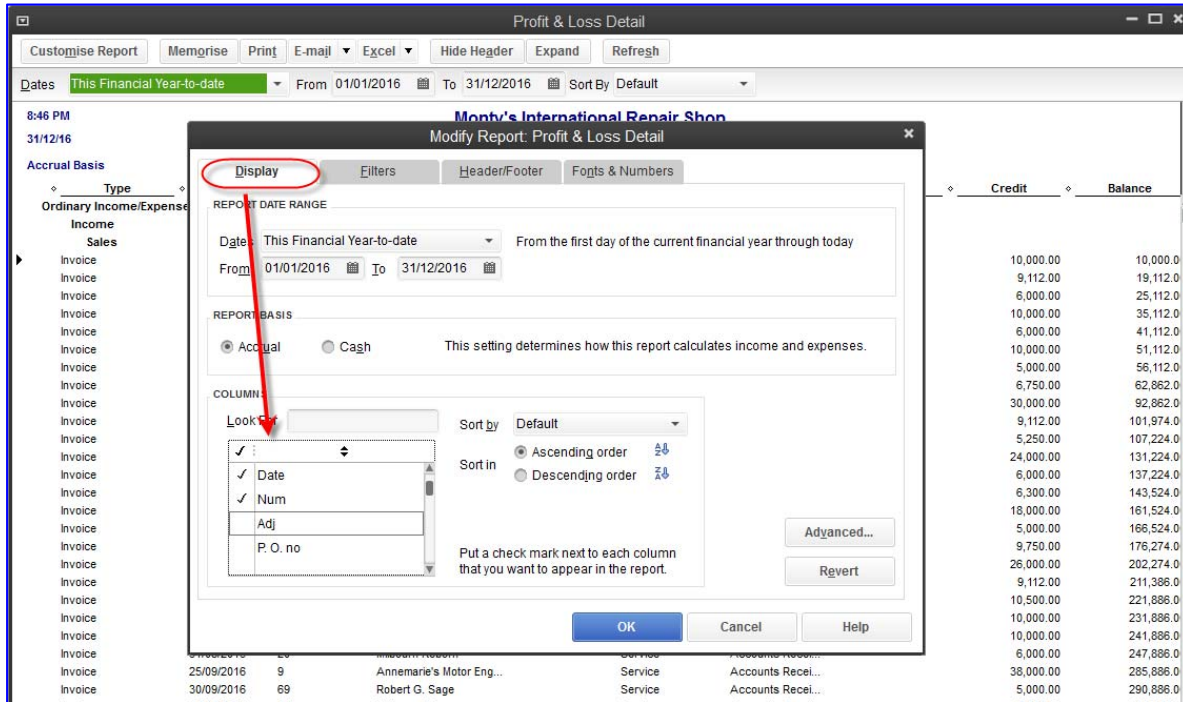 Profit & Loss Detail
Customise Report Memorise Print E-mail Excel Hide Header Expand Refresh
Dates This Financial Year-to-date From 01/01/2016 To 31/12/2016 Sort By Default
8:46 PM
Monty's International Repair Shop
31/12/16
Accrual Basis
Type Credit Balance
Ordinary Income/Expense
Income
Sales
Invoice 10,000.00 10,000.0
Invoice 9,112.00 19,112.0
Invoice 6,000.00 25,112.0
Invoice 10,000.00 35,112.0
Invoice 6,000.00 41,112.0
Invoice 10,000.00 51,112.0
Invoice 5,000.00 56,112.0
Invoice 6,750.00 62,862.0
Invoice 30,000.00 92,862.0
Invoice 9,112.00 101,974.0
Invoice 5,250.00 107,224.0
Invoice 24,000.00 131,224.0
Invoice 6,000.00 137,224.0
Invoice 6,300.00 143,524.0
Invoice 18,000.00 161,524.0
Invoice 5,000.00 166,524.0
Invoice 9,750.00 176,274.0
Invoice 26,000.00 202,274.0
Invoice 9,112.00 211,386.0
Invoice 10,500.00 221,886.0
Invoice 10,000.00 231,886.0
Invoice 10,000.00 241,886.0
Invoice 6,000.00 247,886.0
Invoice 25/09/2016 9 Annemarie's Motor Eng... Service Accounts Recei... 38,000.00 285,886.0
Invoice 30/09/2016 69 Robert G. Sage Service Accounts Recei... 5,000.00 290,886.0
Modify Report: Profit & Loss Detail
Display Filters Header/Footer Fonts & Numbers
REPORT DATE RANGE
Dates This Financial Year-to-date From the first day of the current financial year through today
From 01/01/2016 To 31/12/2016
REPORT BASIS
Accrual Cash This setting determines how this report calculates income and expenses.
COLUMNS
Look For
Sort by Default
Sort in
Ascending order
Descending order
Date
Num
Adj
P. O. no
Put a check mark next to each column
that you want to appear in the report.
Advanced...
Revert
OK Cancel Help